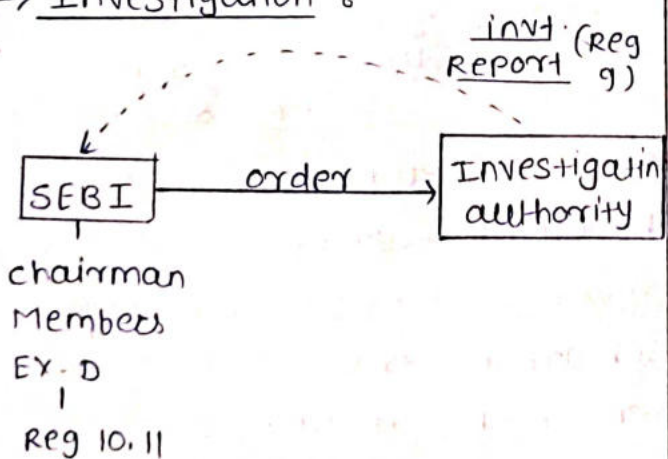 Investigation :
invt. (Reg
Report 9)
SEBI
order
Investigatin
authority
chairman
Members
EX. D
Reg 10, 11